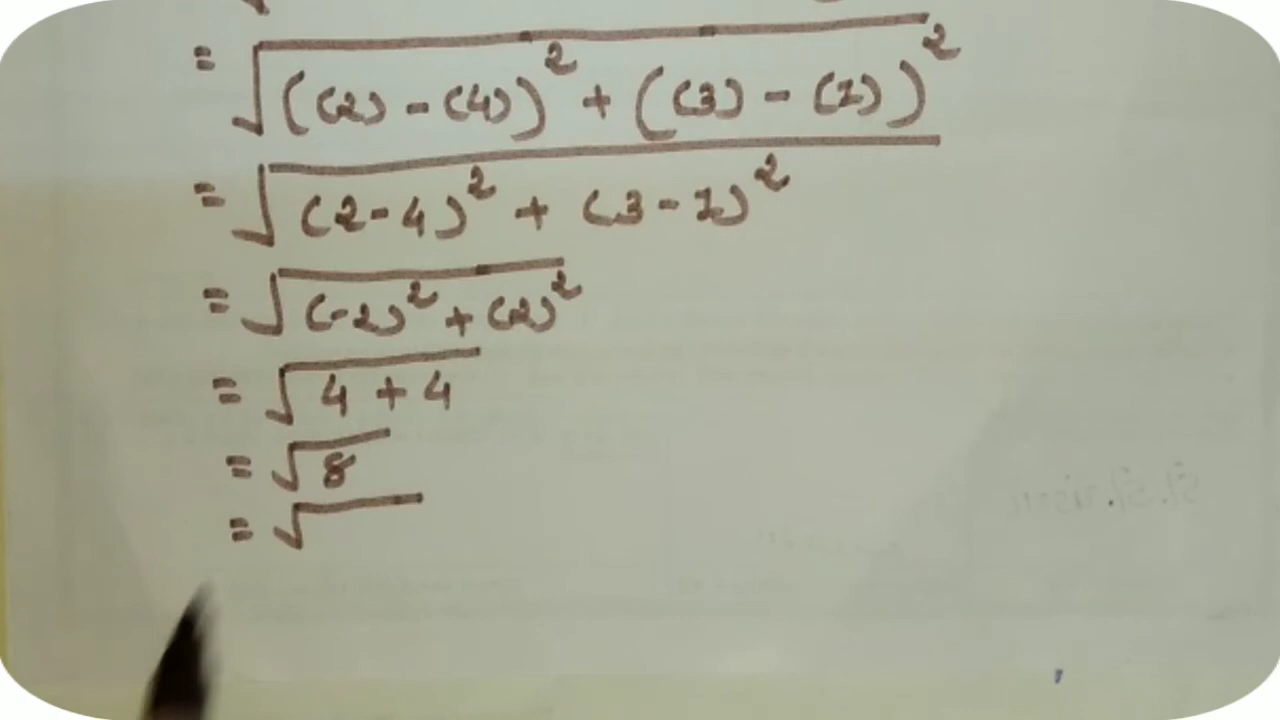 = √((2) - (4))² + ((3) - (1))²
= √(2 - 4)² + (3 - 1)²
= √(-2)² + (2)²
= √4 + 4
= √8
= √